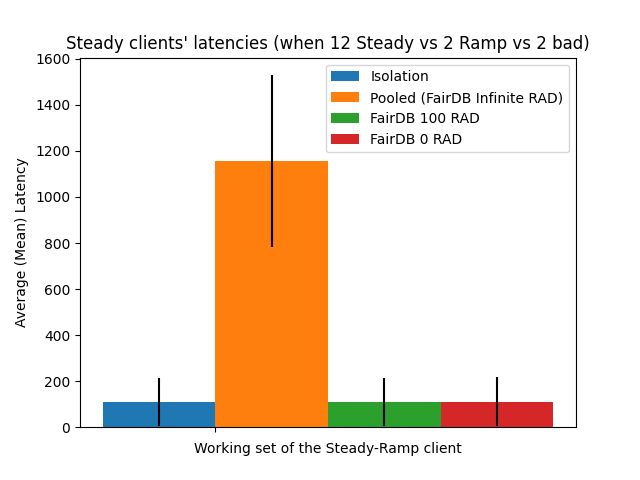 Steady clients' latencies (when 12 Steady vs 2 Ramp vs 2 bad)
1600
1400
1200
1000
800
600
400
200
0
Average (Mean) Latency
Isolation
Pooled (FairDB Infinite RAD)
FairDB 100 RAD
FairDB 0 RAD
Working set of the Steady-Ramp client